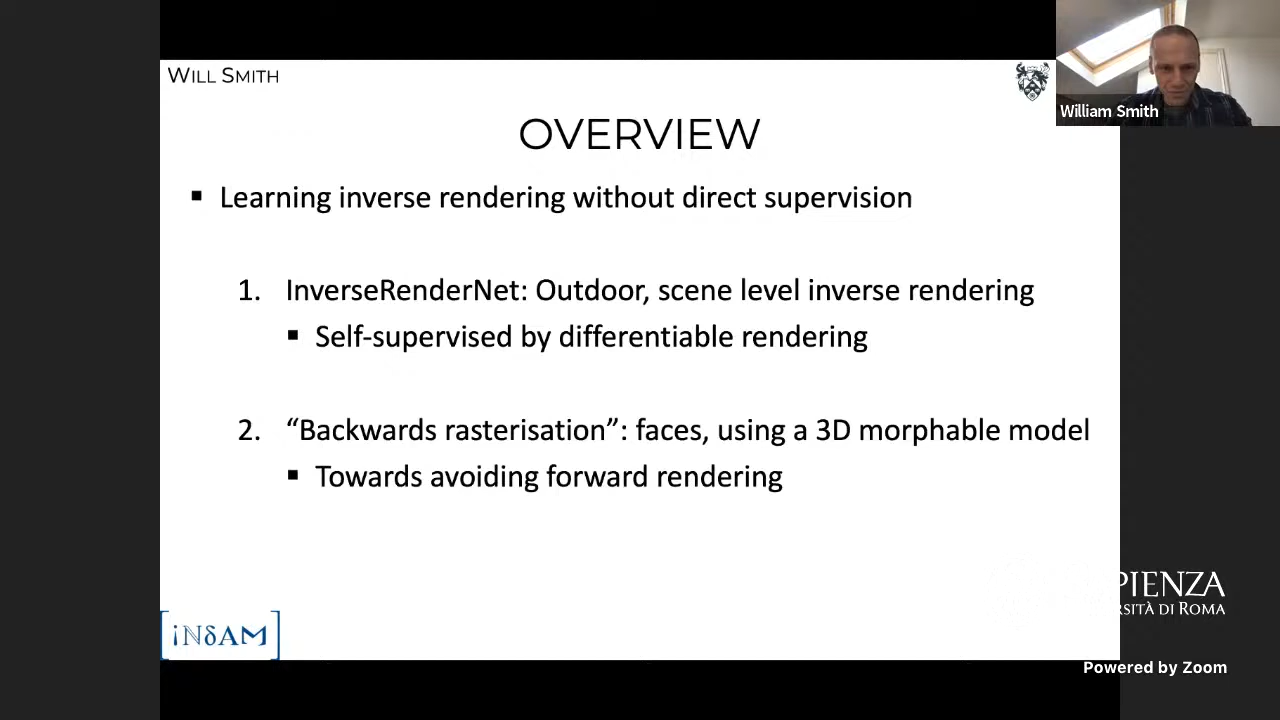 WILL SMITH
William Smith
OVERVIEW
▪ Learning inverse rendering without direct supervision
1. InverseRenderNet: Outdoor, scene level inverse rendering
▪ Self-supervised by differentiable rendering
2. “Backwards rasterisation”: faces, using a 3D morphable model
▪ Towards avoiding forward rendering
PIENZA
RSITÀ DI ROMA
[iNδAM]
Powered by Zoom